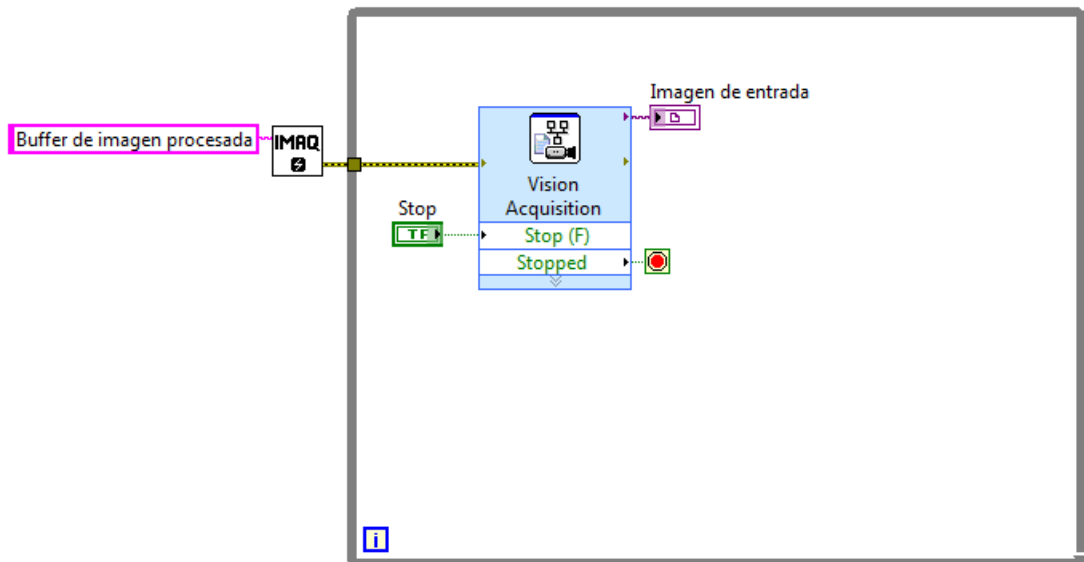 Imagen de entrada
Buffer de imagen procesada
IMAQ
Vision
Acquisition
Stop
TF
Stop (F)
Stopped
i